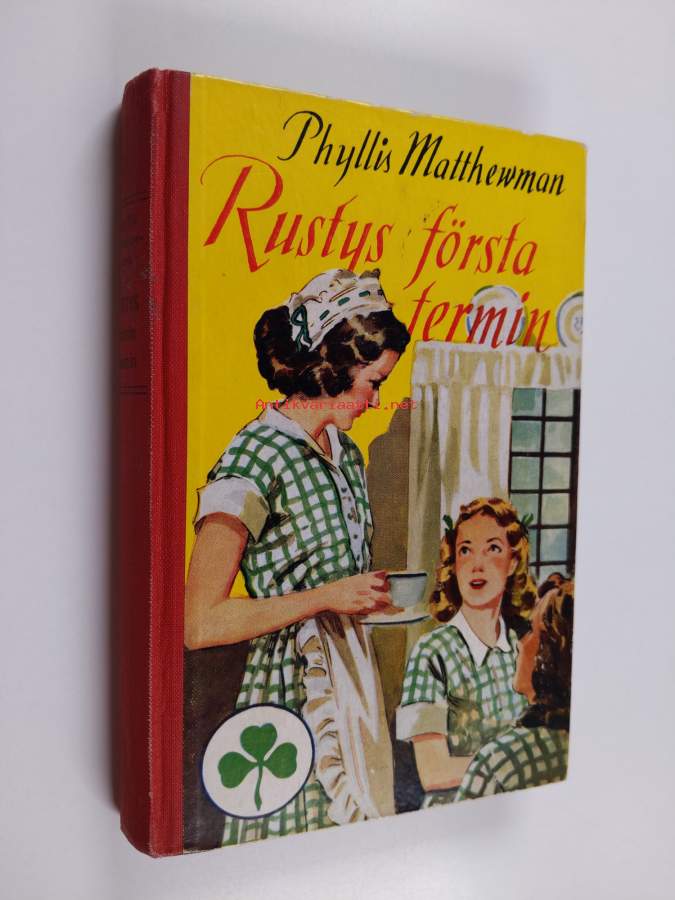 Phyllis Matthewman
Rustys första
termin
Antikvariaatti.net